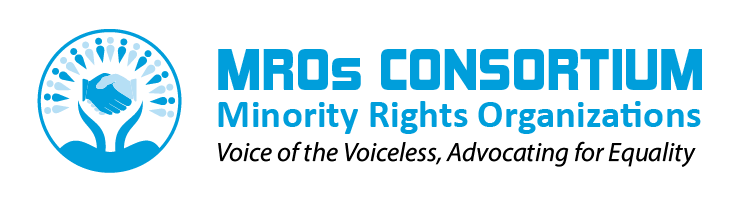 MROs CONSORTIUM
Minority Rights Organizations
Voice of the Voiceless, Advocating for Equality